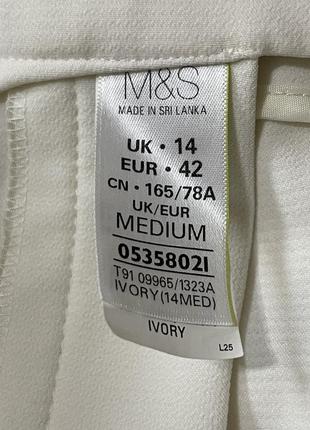 M&S
MADE IN SRI LANKA
UK • 14
EUR • 42
CN • 165/78A
UK/EUR
MEDIUM
05358021
T91 09965/1323A
IVORY(14MED)
IVORY
L25